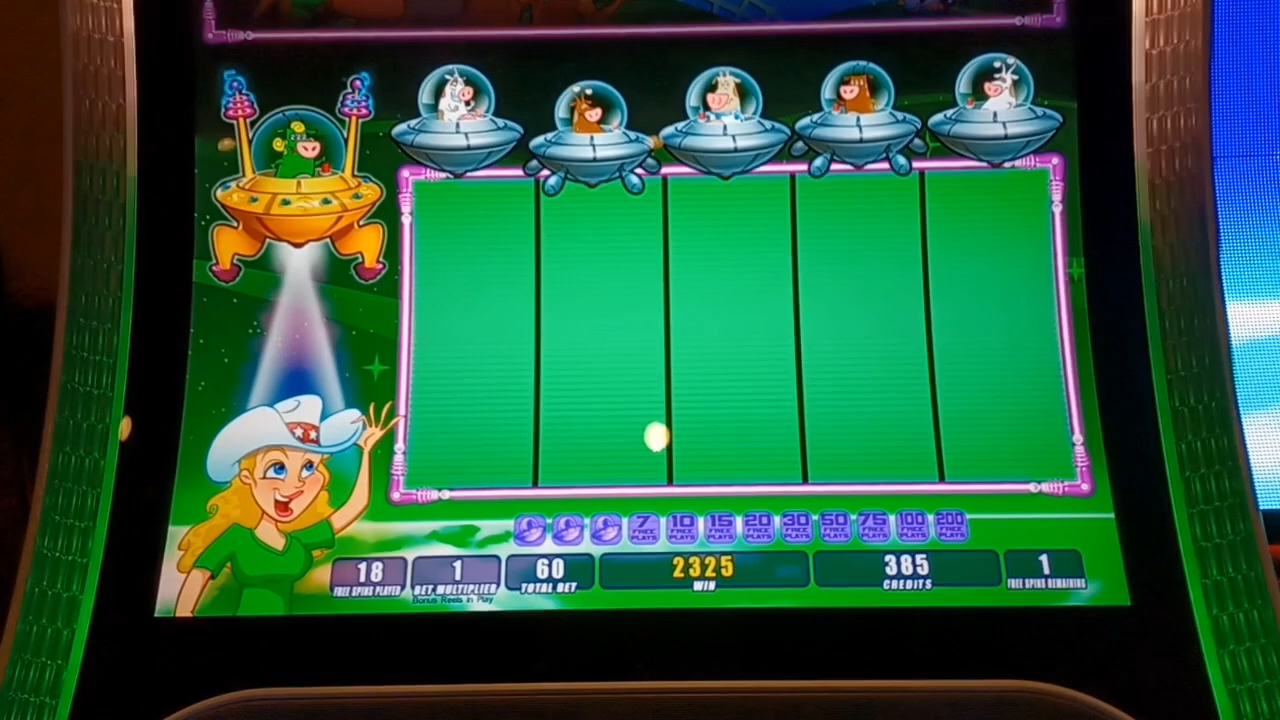 7 FREE PLAYS
10 FREE PLAYS
15 FREE PLAYS
20 FREE PLAYS
30 FREE PLAYS
50 FREE PLAYS
75 FREE PLAYS
100 FREE PLAYS
200 FREE PLAYS
18 FREE SPINS PLAYED
1 BET MULTIPLIER
60 TOTAL BET
2325 WIN
385 CREDITS
1 FREE SPINS REMAINING
Bonus Reels in Play